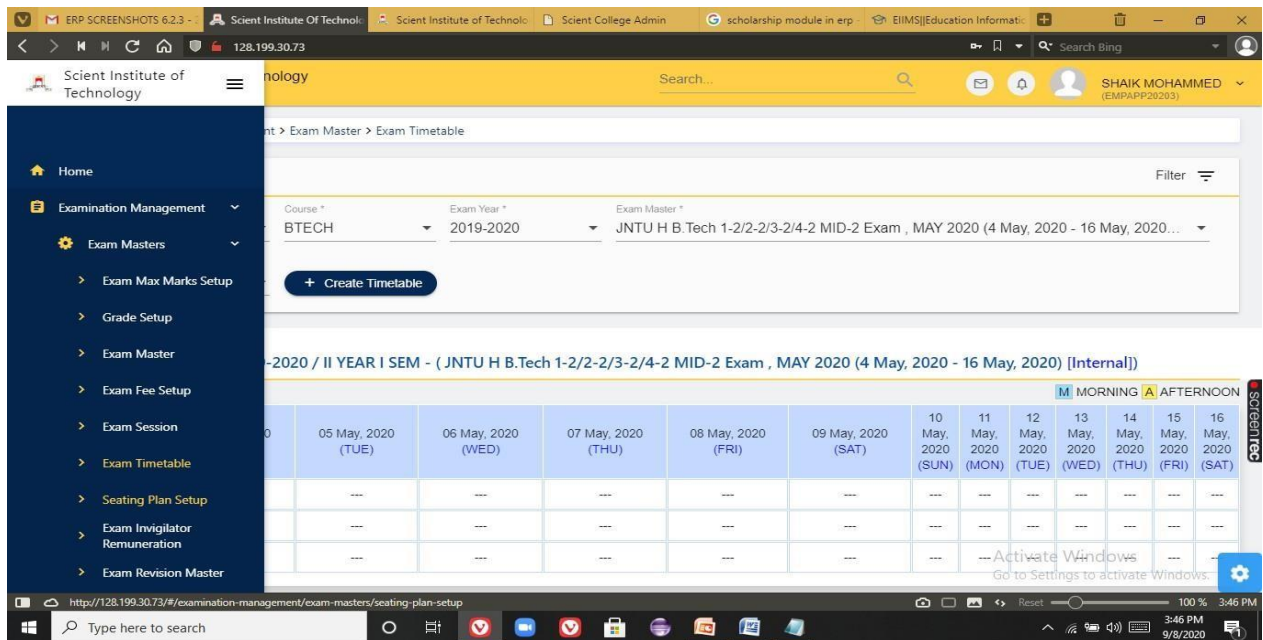 ERP SCREENSHOTS 6.2.3 -
Scient Institute Of Technolo
Scient Institute of Technolo
Scient College Admin
scholarship module in erp -
EIIMS||Education Informatic
128.199.30.73
Search Bing
Scient Institute of
Technology
nology
Search...
SHAIK MOHAMMED
(EMPAPP20203)
nt > Exam Master > Exam Timetable
Home
Filter
Examination Management
Course *
Exam Year *
Exam Master *
BTECH
2019-2020
JNTU H B.Tech 1-2/2-2/3-2/4-2 MID-2 Exam , MAY 2020 (4 May, 2020 - 16 May, 2020...
Exam Masters
Exam Max Marks Setup
+ Create Timetable
Grade Setup
Exam Master
-2020 / II YEAR I SEM - ( JNTU H B.Tech 1-2/2-2/3-2/4-2 MID-2 Exam , MAY 2020 (4 May, 2020 - 16 May, 2020) [Internal])
Exam Fee Setup
M MORNING A AFTERNOON
Exam Session
0 05 May, 2020 (TUE)
06 May, 2020 (WED)
07 May, 2020 (THU)
08 May, 2020 (FRI)
09 May, 2020 (SAT)
10 May, 2020 (SUN)
11 May, 2020 (MON)
12 May, 2020 (TUE)
13 May, 2020 (WED)
14 May, 2020 (THU)
15 May, 2020 (FRI)
16 May, 2020 (SAT)
Exam Timetable
Seating Plan Setup
--- --- --- --- --- --- --- --- --- --- --- ---
Exam Invigilator
Remuneration
--- --- --- --- --- --- --- --- --- --- --- ---
Exam Revision Master
--- --- --- --- --- --- --- --- --- --- --- ---
screenrec
Activate Windows
Go to Settings to activate Windows.
http://128.199.30.73/#/examination-management/exam-masters/seating-plan-setup
Reset
100 %
3:46 PM
Type here to search
3:46 PM
9/8/2020